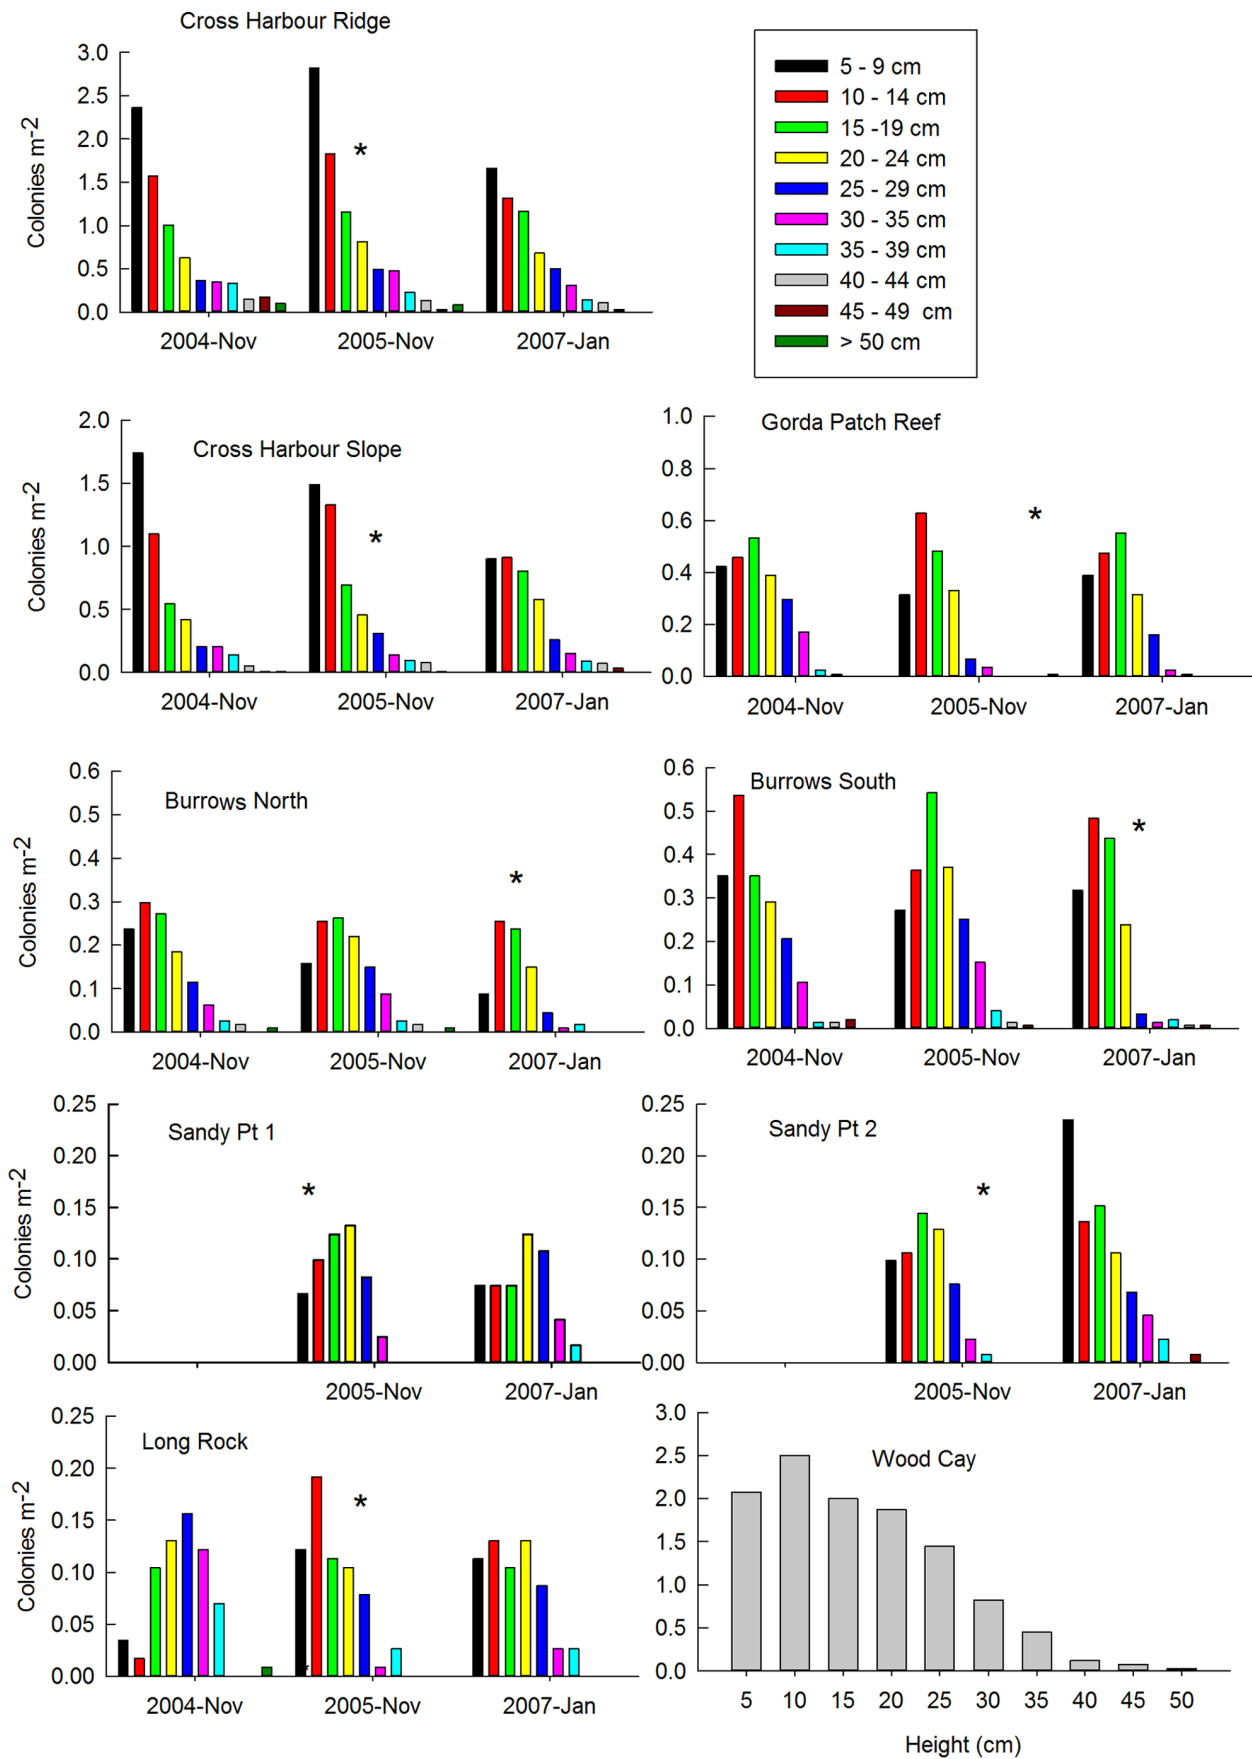 Cross Harbour Ridge
3.0
2.5
2.0
1.5
1.0
0.5
0.0
Colonies m-2
*
2004-Nov 2005-Nov 2007-Jan
5 - 9 cm
10 - 14 cm
15 -19 cm
20 - 24 cm
25 - 29 cm
30 - 35 cm
35 - 39 cm
40 - 44 cm
45 - 49 cm
> 50 cm
Cross Harbour Slope
2.0
1.5
1.0
0.5
0.0
Colonies m-2
*
2004-Nov 2005-Nov 2007-Jan
Gorda Patch Reef
1.0
0.8
0.6
0.4
0.2
0.0
*
2004-Nov 2005-Nov 2007-Jan
Burrows North
0.6
0.5
0.4
0.3
0.2
0.1
0.0
Colonies m-2
*
2004-Nov 2005-Nov 2007-Jan
Burrows South
0.6
0.5
0.4
0.3
0.2
0.1
0.0
*
2004-Nov 2005-Nov 2007-Jan
Sandy Pt 1
0.25
0.20
0.15
0.10
0.05
0.00
Colonies m-2
*
2005-Nov 2007-Jan
Sandy Pt 2
0.25
0.20
0.15
0.10
0.05
0.00
*
2005-Nov 2007-Jan
Long Rock
0.25
0.20
0.15
0.10
0.05
0.00
Colonies m-2
*
2004-Nov 2005-Nov 2007-Jan
Wood Cay
3.0
2.5
2.0
1.5
1.0
0.5
0.0
5 10 15 20 25 30 35 40 45 50
Height (cm)